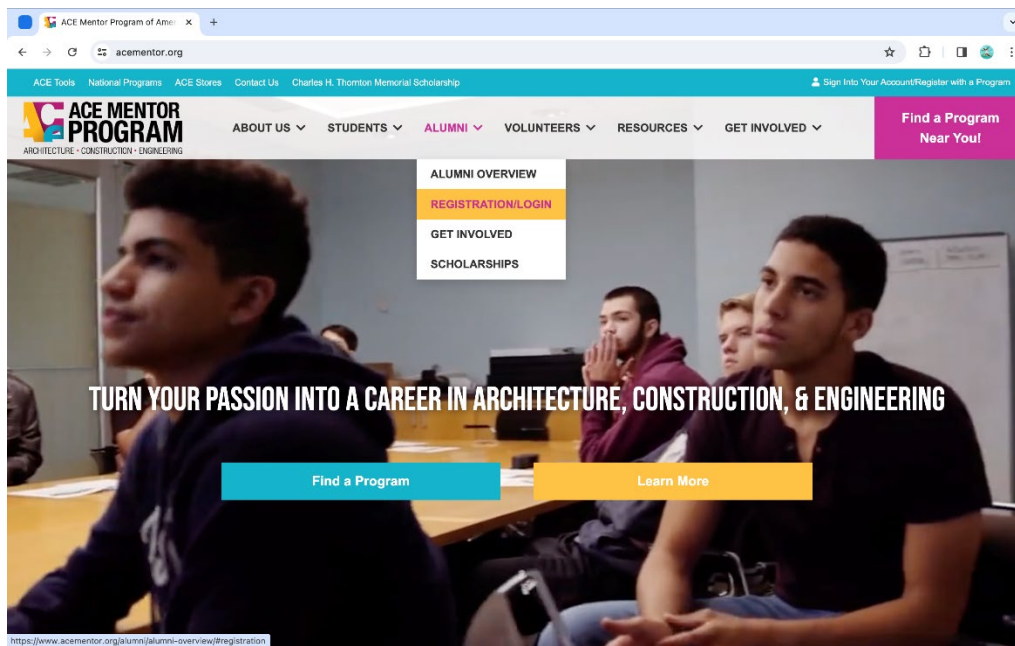 ACE Mentor Program of Amer
acementor.org
ACE Tools National Programs ACE Stores Contact Us Charles H. Thornton Memorial Scholarship Sign Into Your Account/Register with a Program
ACE MENTOR
PROGRAM
ARCHITECTURE • CONSTRUCTION • ENGINEERING
ABOUT US STUDENTS ALUMNI VOLUNTEERS RESOURCES GET INVOLVED
Find a Program
Near You!
ALUMNI OVERVIEW
REGISTRATION/LOGIN
GET INVOLVED
SCHOLARSHIPS
TURN YOUR PASSION INTO A CAREER IN ARCHITECTURE, CONSTRUCTION, & ENGINEERING
Find a Program Learn More
https://www.acementor.org/alumni/alumni-overview/#registration